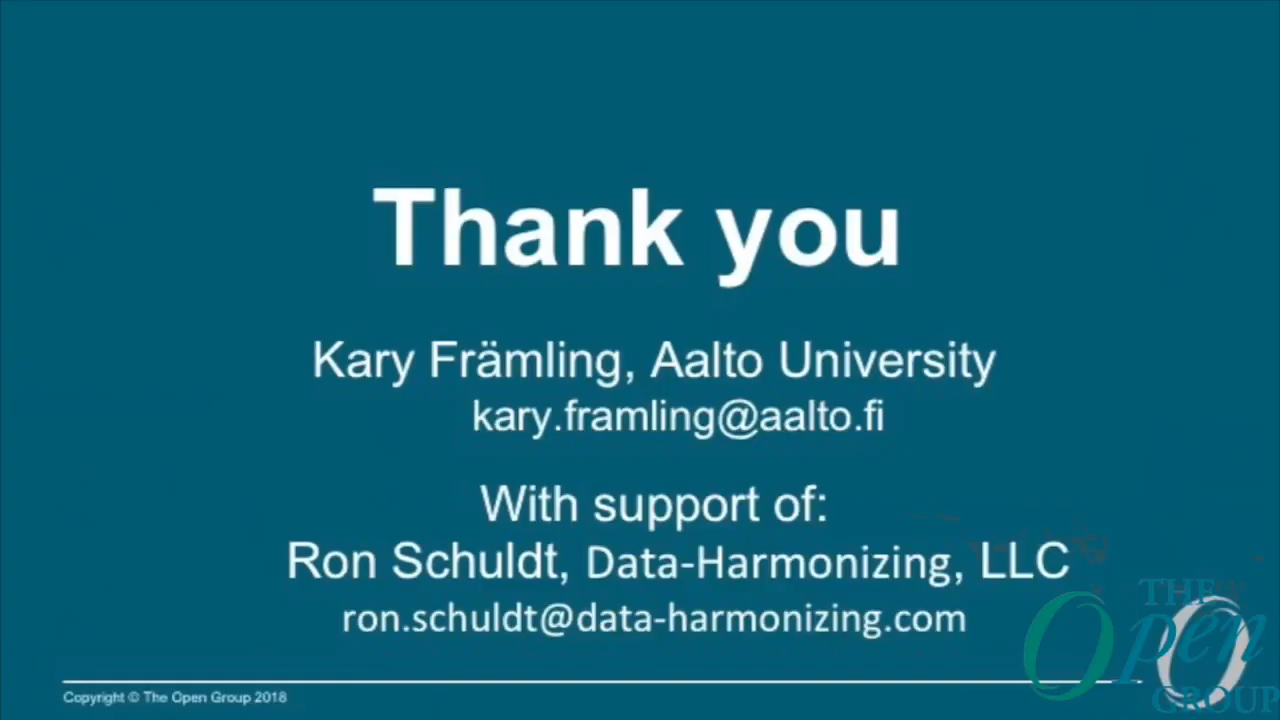 Thank you
Kary Främling, Aalto University
kary.framling@aalto.fi
With support of:
Ron Schuldt, Data-Harmonizing, LLC
ron.schuldt@data-harmonizing.com
Copyright © The Open Group 2018
THE
Open
GROUP